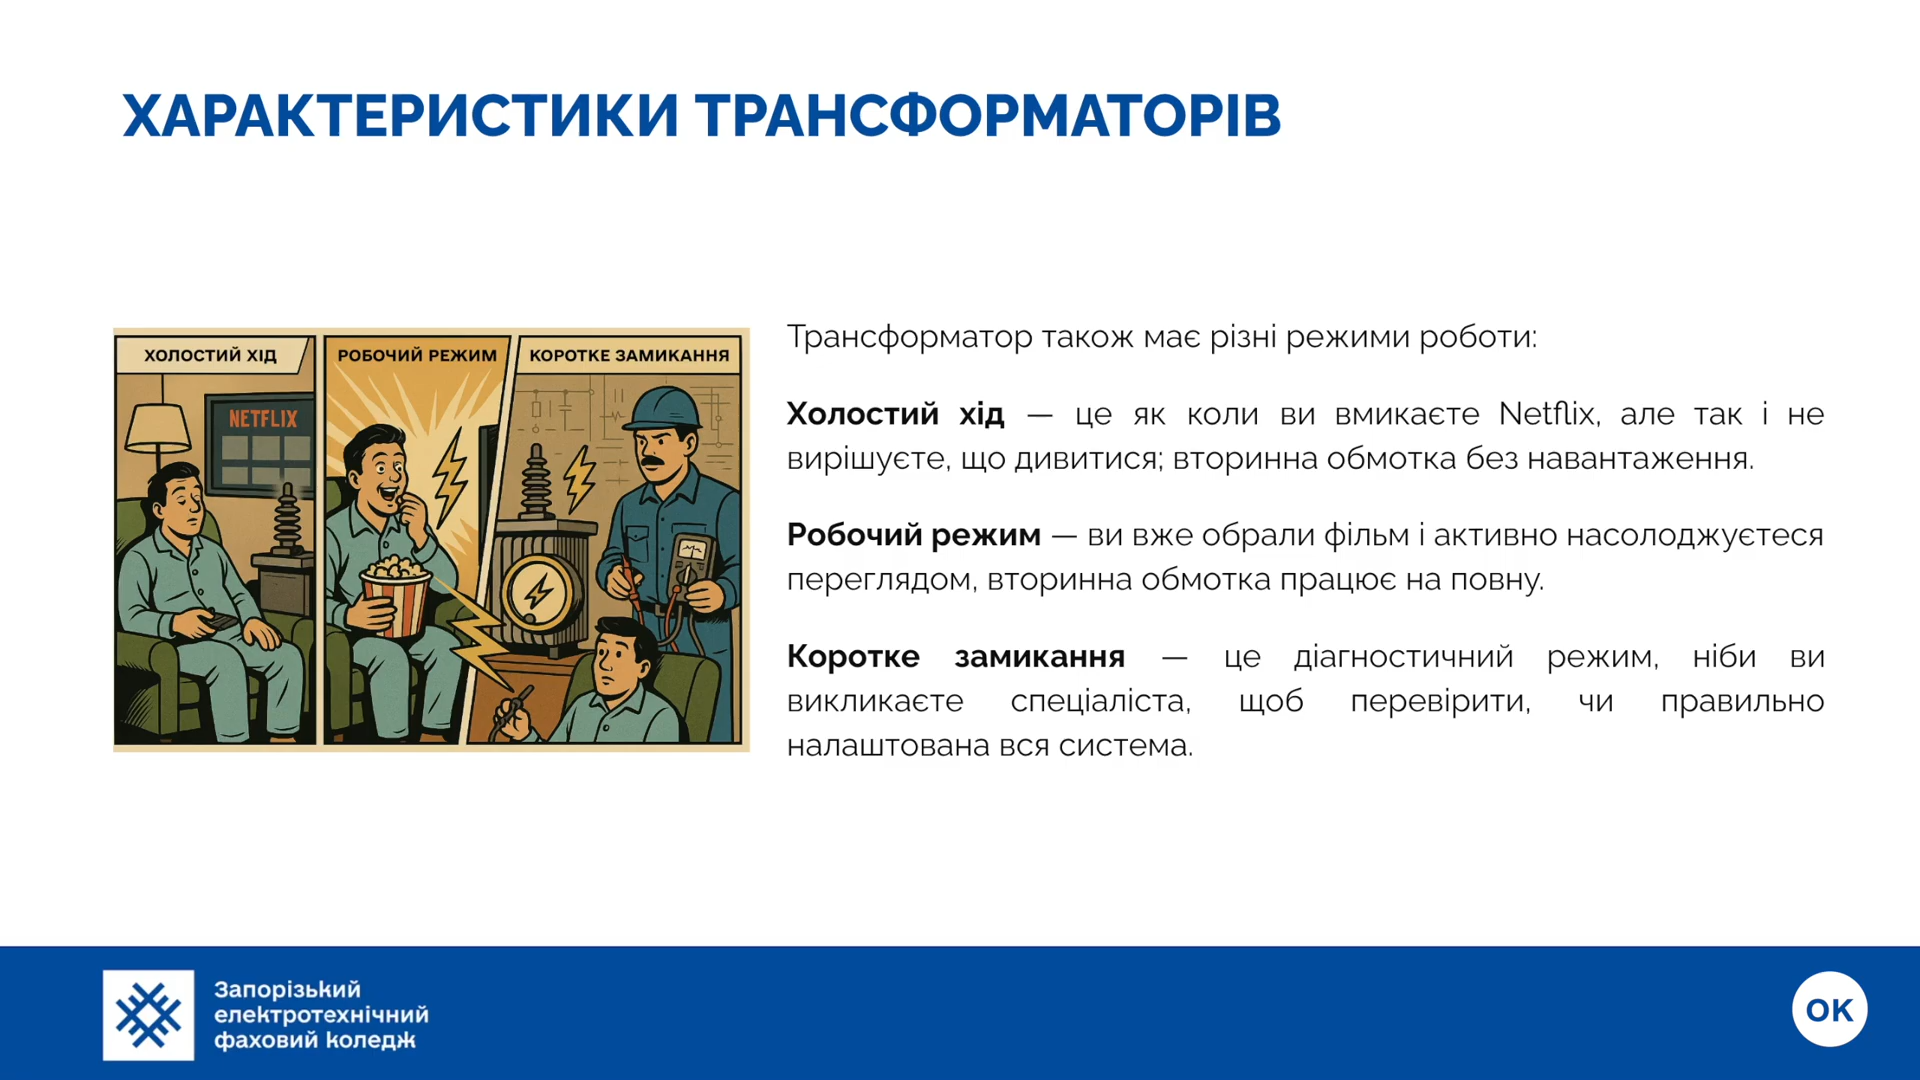 ХАРАКТЕРИСТИКИ ТРАНСФОРМАТОРІВ
ХОЛОСТИЙ ХІД
РОБОЧИЙ РЕЖИМ
КОРОТКЕ ЗАМИКАННЯ
NETFLIX
Трансформатор також має різні режими роботи:
Холостий хід — це як коли ви вмикаєте Netflix, але так і не
вирішуєте, що дивитися; вторинна обмотка без навантаження.
Робочий режим — ви вже обрали фільм і активно насолоджуєтеся
переглядом, вторинна обмотка працює на повну.
Коротке замикання — це діагностичний режим, ніби ви
викликаєте спеціаліста, щоб перевірити, чи правильно
налаштована вся система.
Запорізький
електротехнічний
фаховий коледж
ОК